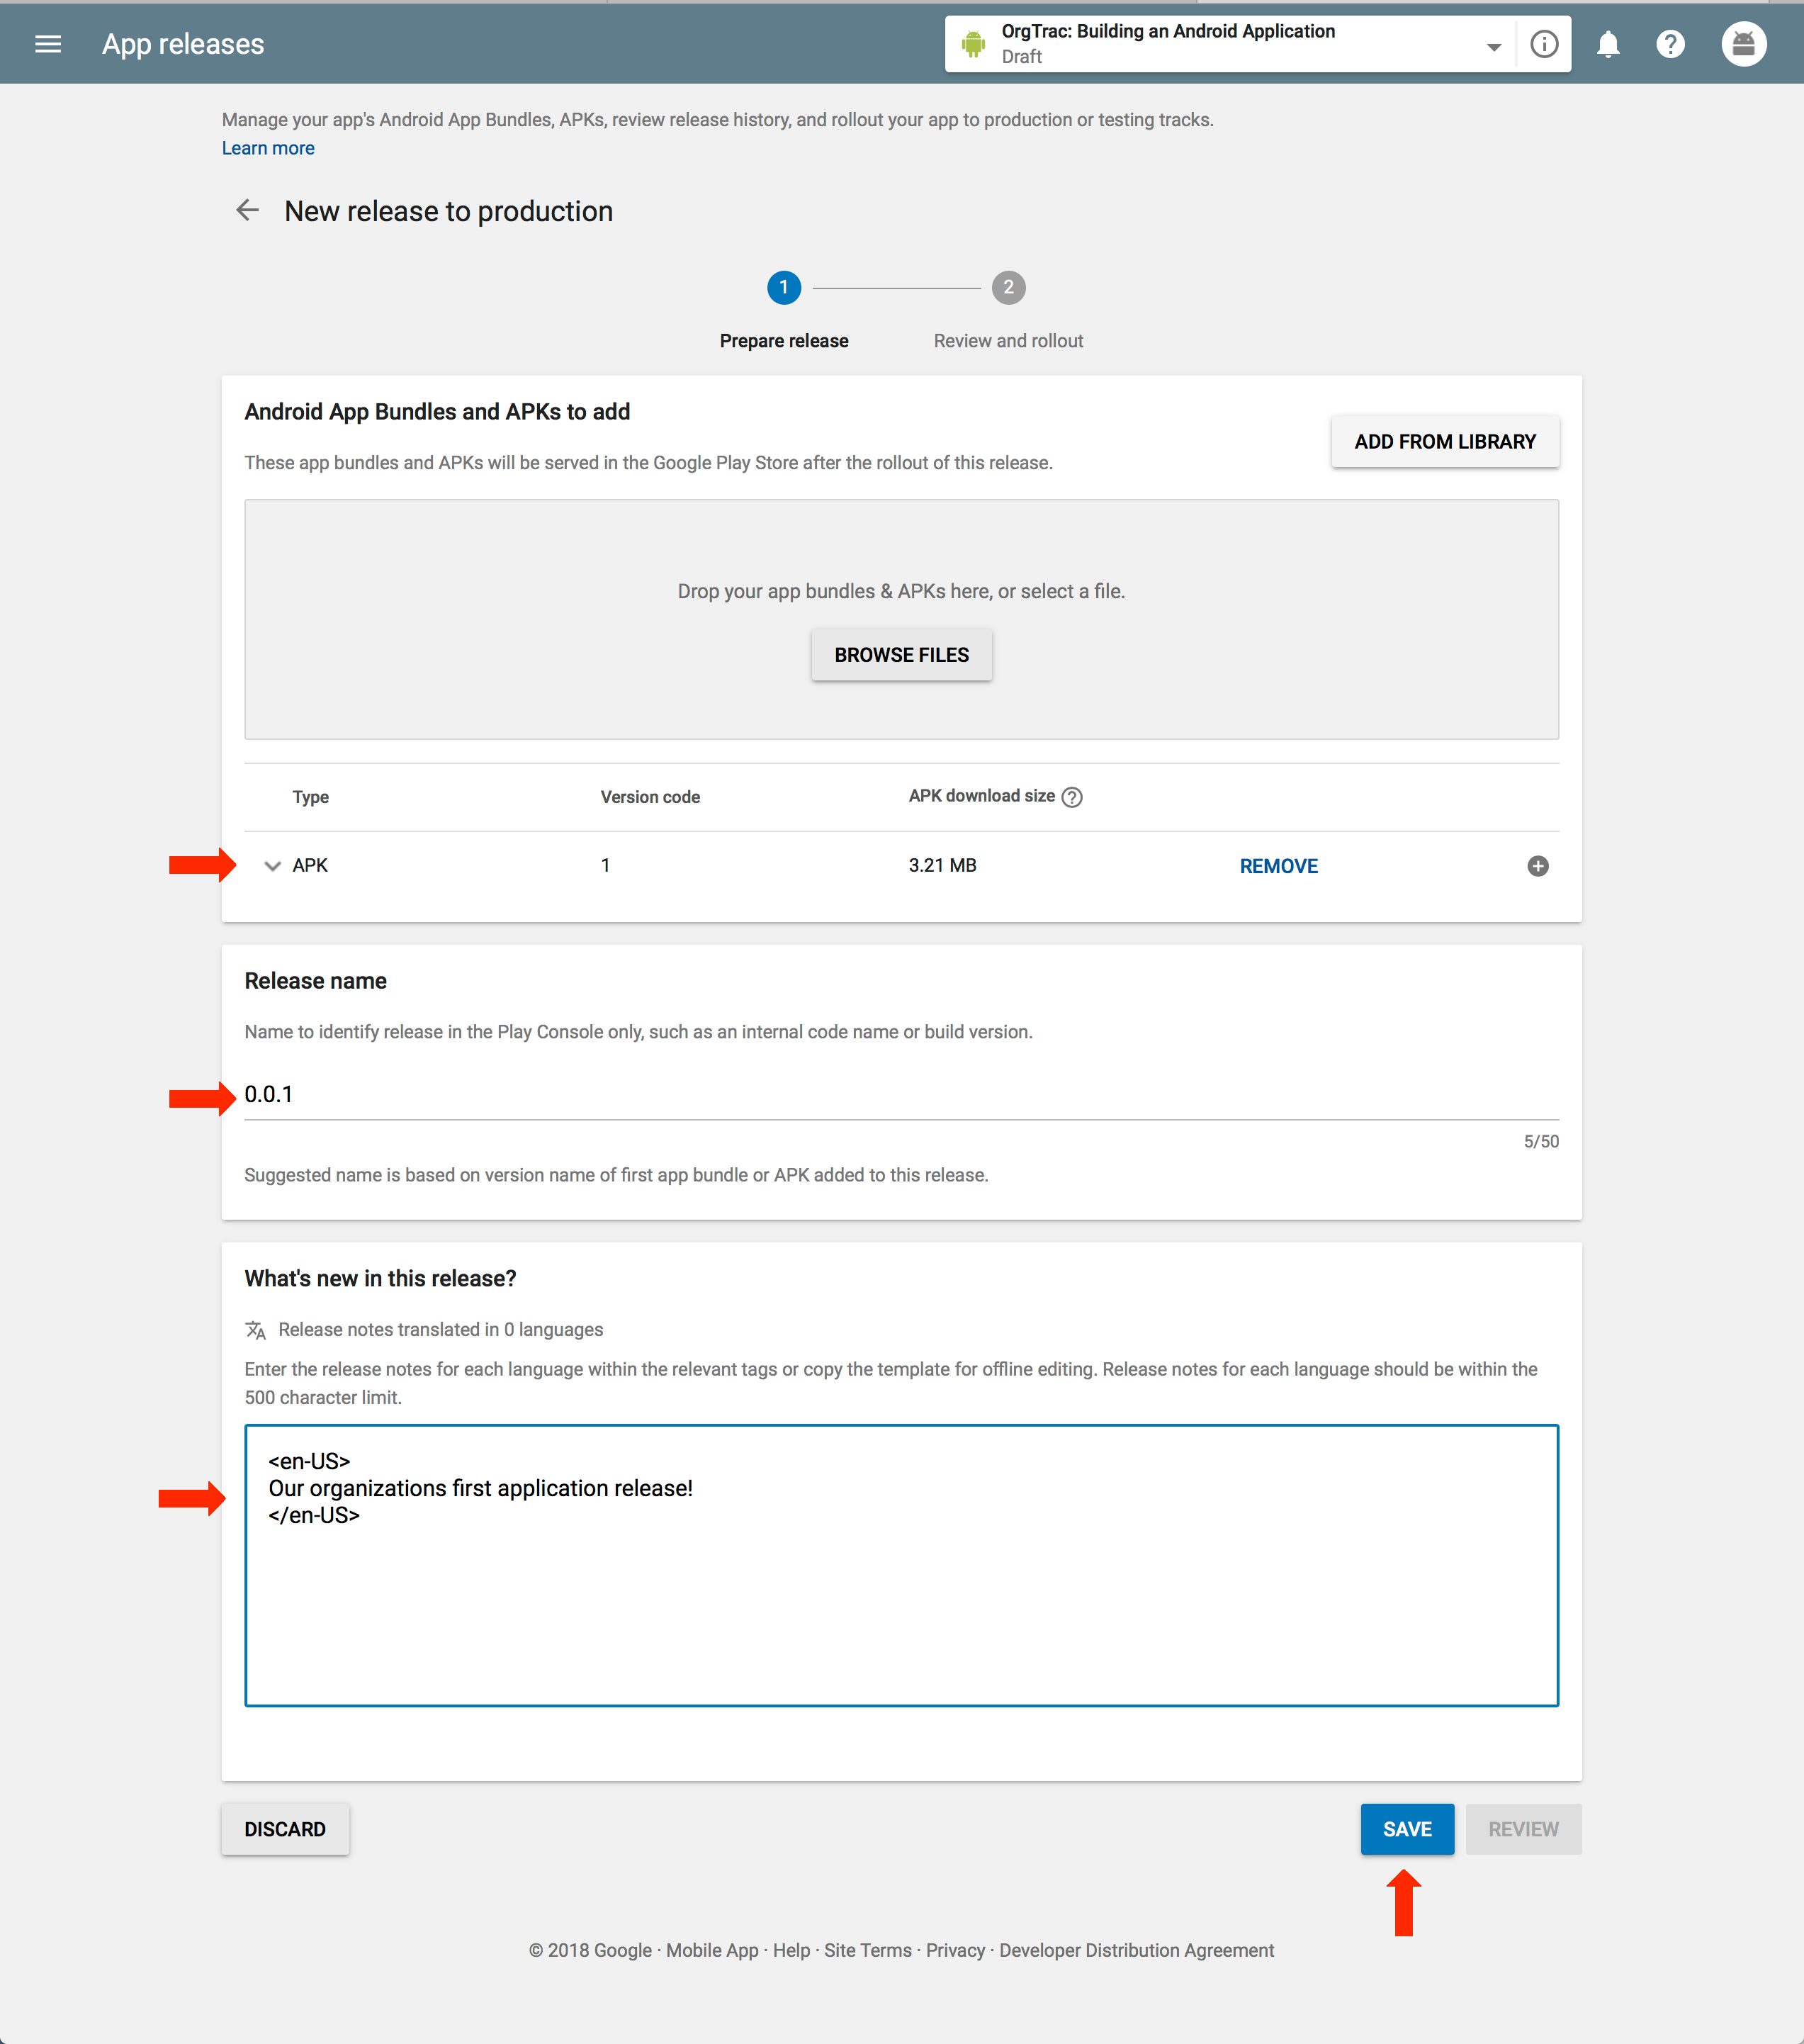 App releases
OrgTrac: Building an Android Application
Draft
Manage your app's Android App Bundles, APKs, review release history, and rollout your app to production or testing tracks.
Learn more
New release to production
1
2
Prepare release
Review and rollout
Android App Bundles and APKs to add
ADD FROM LIBRARY
These app bundles and APKs will be served in the Google Play Store after the rollout of this release.
Drop your app bundles & APKs here, or select a file.
BROWSE FILES
Type Version code APK download size
APK 1 3.21 MB REMOVE
Release name
Name to identify release in the Play Console only, such as an internal code name or build version.
0.0.1
5/50
Suggested name is based on version name of first app bundle or APK added to this release.
What's new in this release?
Release notes translated in 0 languages
Enter the release notes for each language within the relevant tags or copy the template for offline editing. Release notes for each language should be within the
500 character limit.
<en-US>
Our organizations first application release!
</en-US>
DISCARD
SAVE
REVIEW
© 2018 Google · Mobile App · Help · Site Terms · Privacy · Developer Distribution Agreement